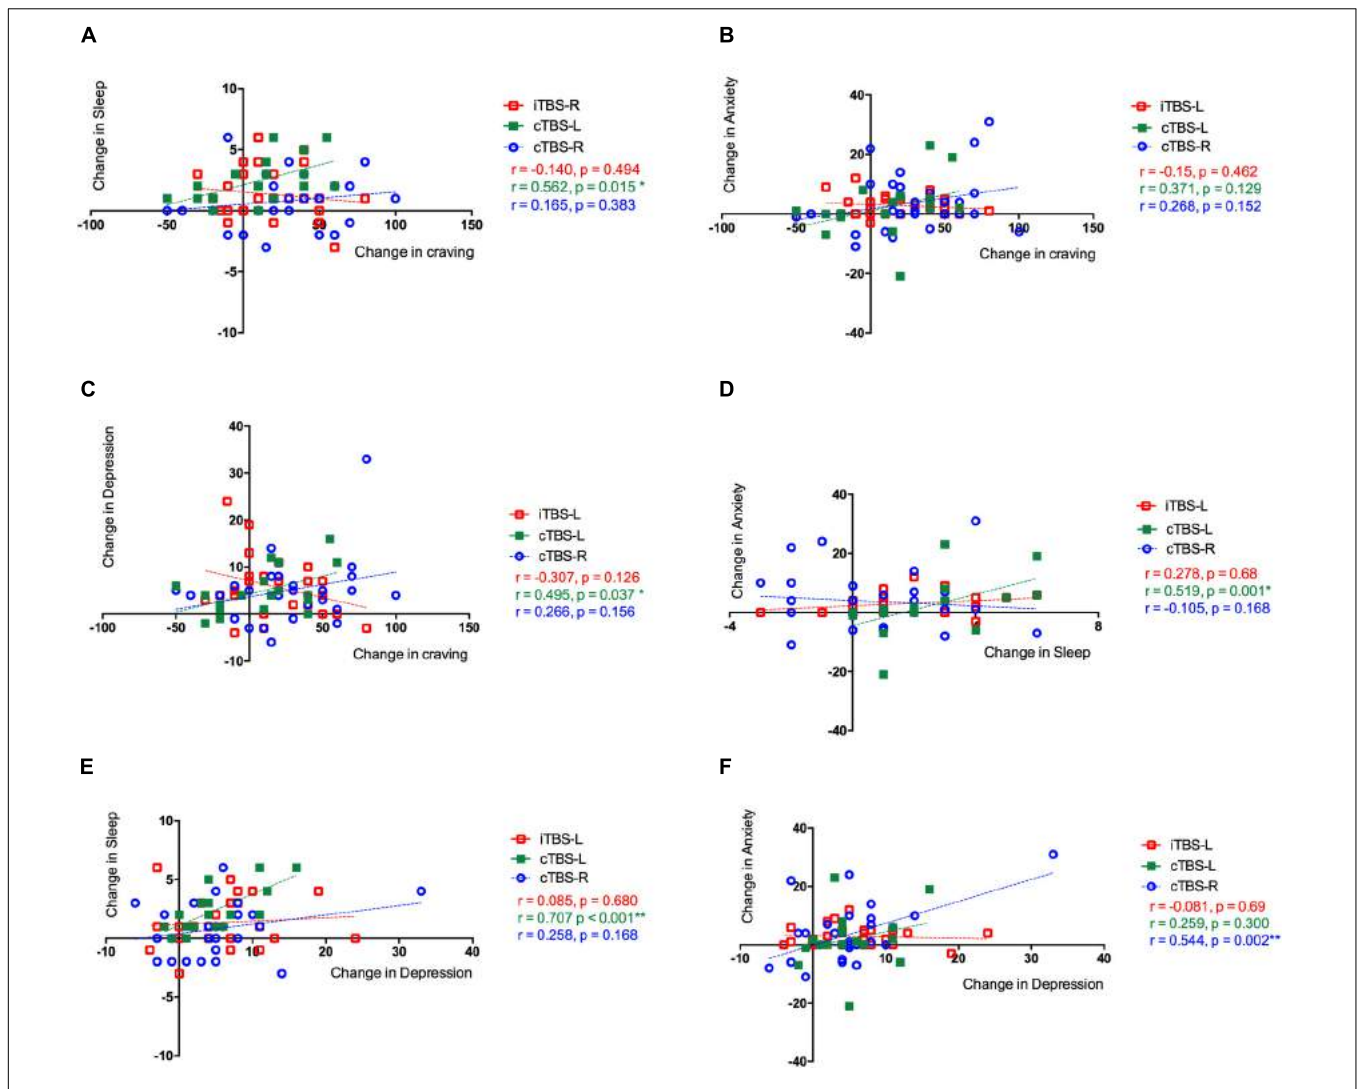 A
Change in Sleep
10
5
-5
-10
-100
-50
0
50
100
150
Change in craving
iTBS-R
cTBS-L
cTBS-R
r = -0.140, p = 0.494
r = 0.562, p = 0.015 *
r = 0.165, p = 0.383
B
Change in Anxiety
40
20
-20
-40
-100
-50
0
50
100
150
Change in craving
iTBS-L
cTBS-L
cTBS-R
r = -0.15, p = 0.462
r = 0.371, p = 0.129
r = 0.268, p = 0.152
C
Change in Depression
40
30
20
10
-10
-100
-50
0
50
100
150
Change in craving
iTBS-L
cTBS-L
cTBS-R
r = -0.307, p = 0.126
r = 0.495, p = 0.037 *
r = 0.266, p = 0.156
D
Change in Anxiety
40
20
-20
-40
-4
8
Change in Sleep
iTBS-L
cTBS-L
cTBS-R
r = 0.278, p = 0.68
r = 0.519, p = 0.001*
r = -0.105, p = 0.168
E
Change in Sleep
10
5
-5
-10
-10
0
10
20
30
40
Change in Depression
iTBS-L
cTBS-L
cTBS-R
r = 0.085, p = 0.680
r = 0.707 p < 0.001**
r = 0.258, p = 0.168
F
Change in Anxiety
40
20
-20
-40
-10
0
10
20
30
40
Change in Depression
iTBS-L
cTBS-L
cTBS-R
r = -0.081, p = 0.69
r = 0.259, p = 0.300
r = 0.544, p = 0.002**